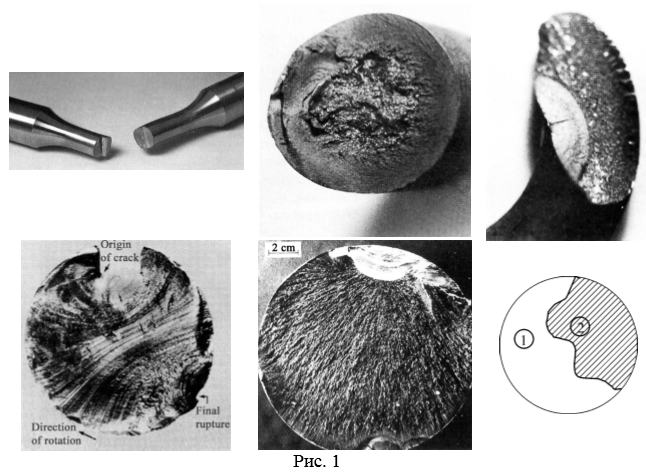 Origin
of crack
2 cm
1
2
Final
rupture
Direction
of rotation
Рис. 1